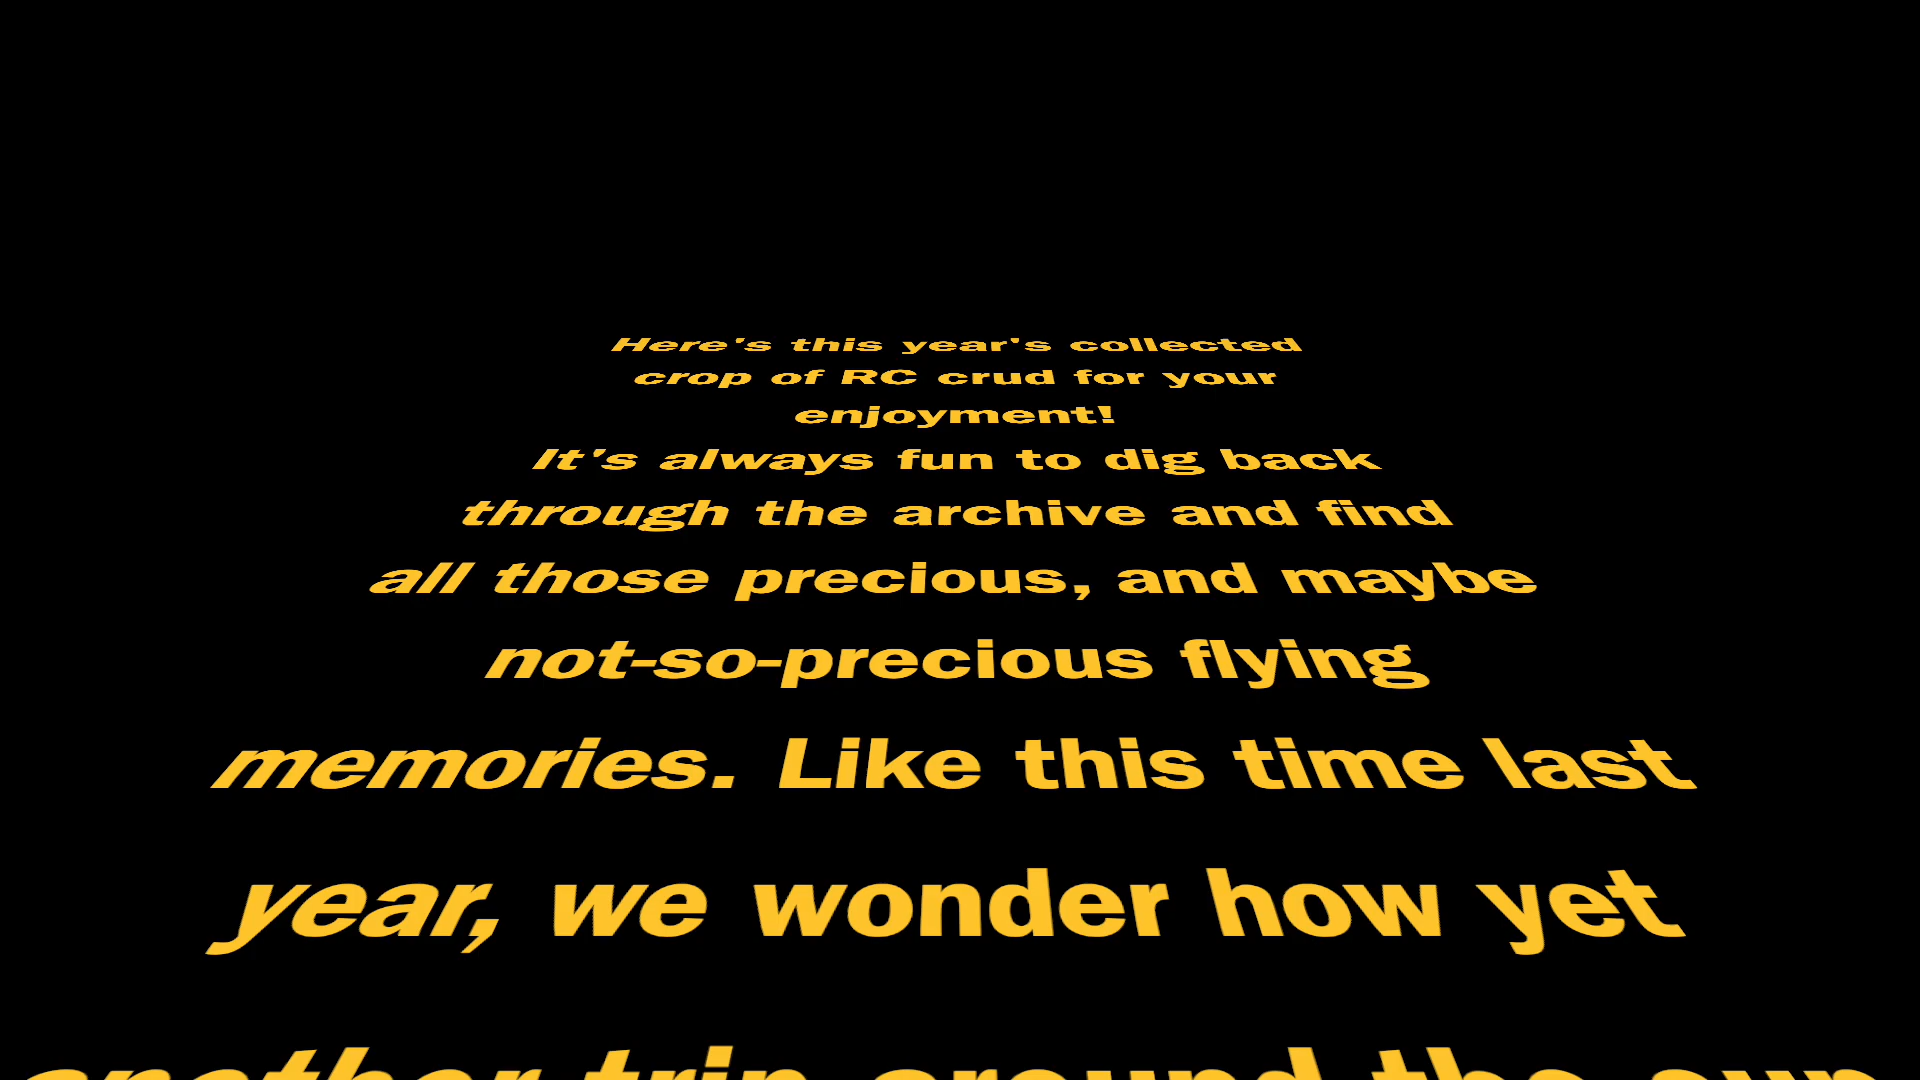 Here's this year's collected
crop of RC crud for your
enjoyment!
It's always fun to dig back
through the archive and find
all those precious, and maybe
not-so-precious flying
memories. Like this time last
year, we wonder how yet
another trip around the sun